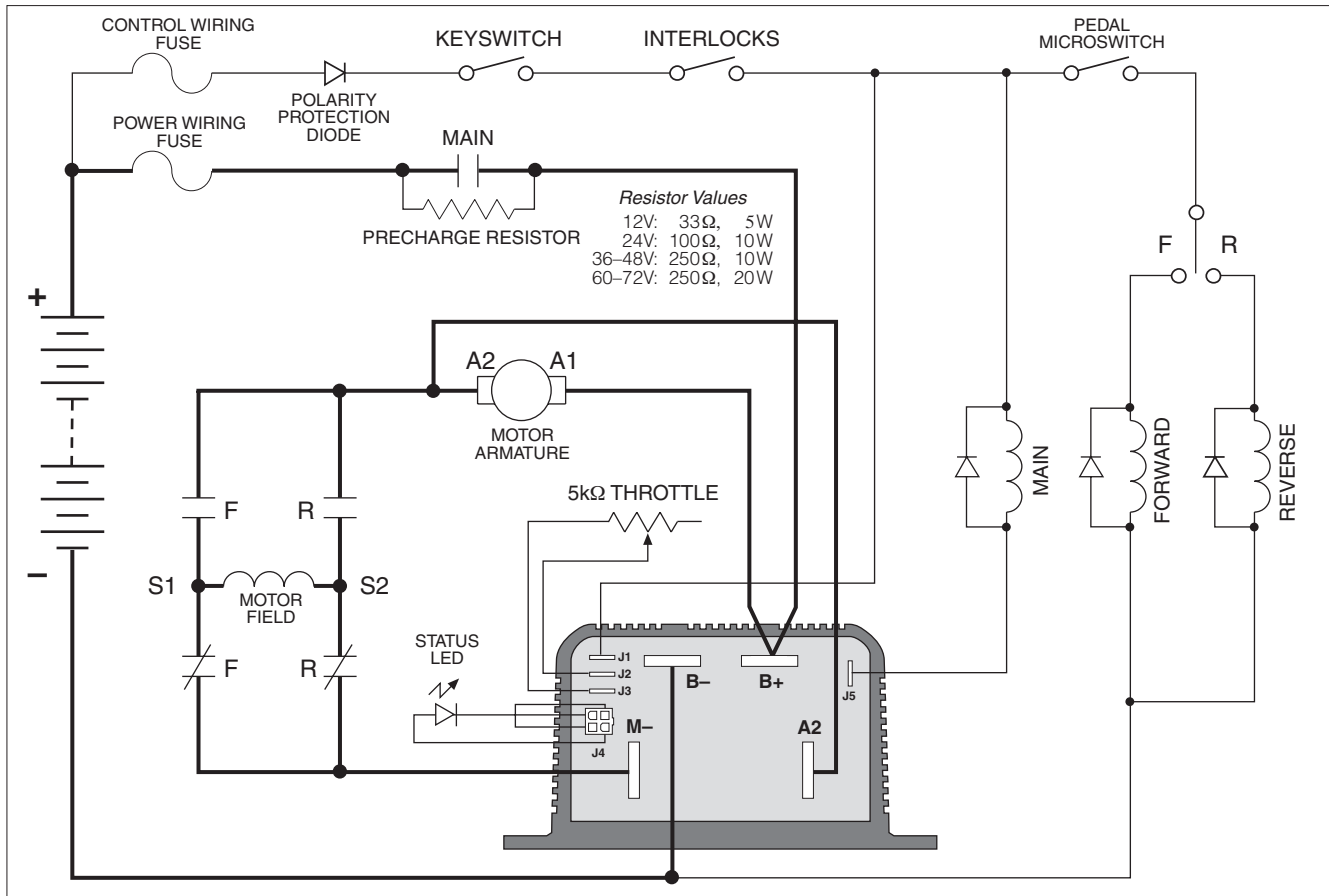 CONTROL WIRING
FUSE
KEYSWITCH
INTERLOCKS
PEDAL
MICROSWITCH
POLARITY
PROTECTION
DIODE
POWER WIRING
FUSE
MAIN
PRECHARGE RESISTOR
Resistor Values
12V: 33Ω, 5W
24V: 100Ω, 10W
36–48V: 250Ω, 10W
60–72V: 250Ω, 20W
F R
+
A2 A1
MOTOR
ARMATURE
MAIN
FORWARD
REVERSE
5kΩ THROTTLE
F R
–
S1 MOTOR
FIELD S2
F R
STATUS
LED
J1
J2
J3
J4
B–
B+
J5
M–
A2